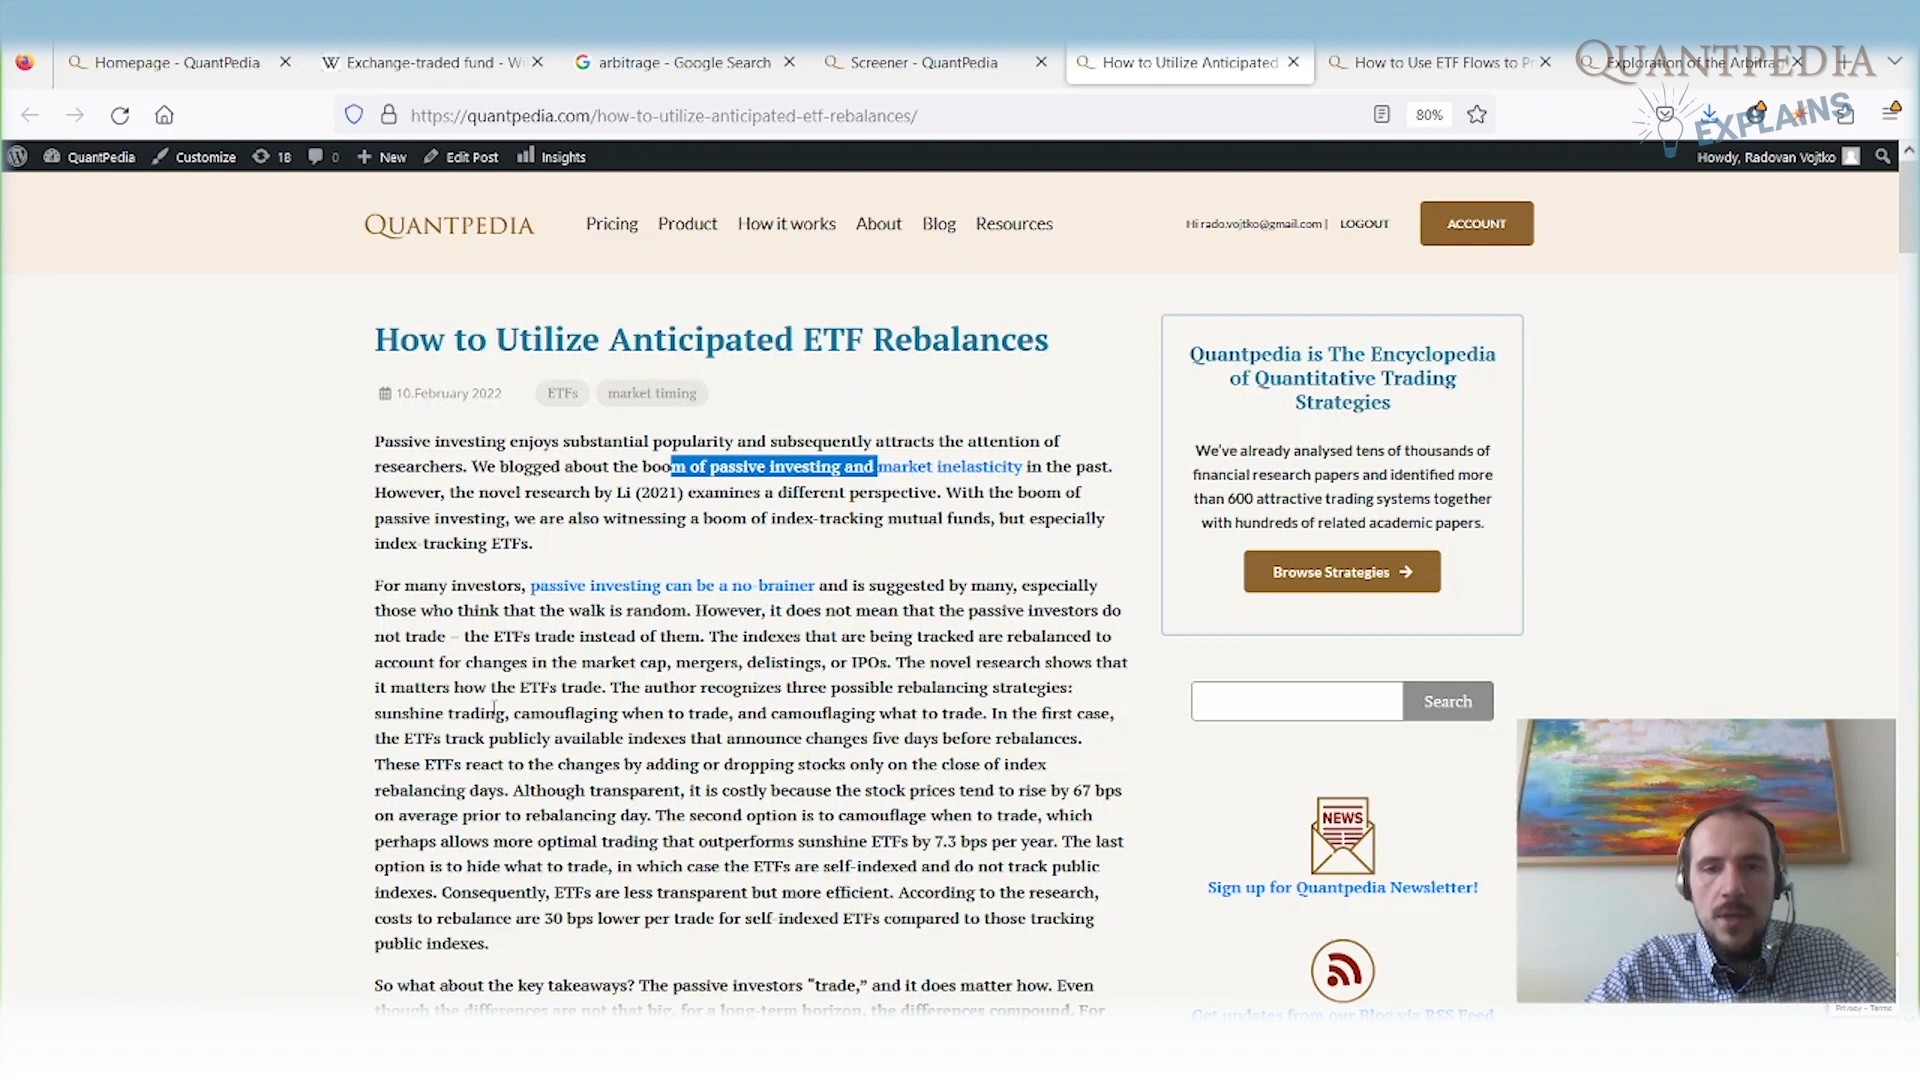 Homepage - QuantPedia
Exchange-traded fund - Wi
arbitrage - Google Search
Screener - QuantPedia
How to Utilize Anticipated
How to Use ETF Flows to Pr
Exploration of the Arbitrag
QUANTPEDIA
EXPLAINS
https://quantpedia.com/how-to-utilize-anticipated-etf-rebalances/
80%
QuantPedia Customize 18 0 New Edit Post Insights
Howdy, Radovan Vojtko
QUANTPEDIA
Pricing Product How it works About Blog Resources
Hi rado.vojtko@gmail.com | LOGOUT
ACCOUNT
How to Utilize Anticipated ETF Rebalances
10.February 2022 ETFs market timing
Passive investing enjoys substantial popularity and subsequently attracts the attention of
researchers. We blogged about the boom of passive investing and market inelasticity in the past.
However, the novel research by Li (2021) examines a different perspective. With the boom of
passive investing, we are also witnessing a boom of index-tracking mutual funds, but especially
index-tracking ETFs.
For many investors, passive investing can be a no-brainer and is suggested by many, especially
those who think that the walk is random. However, it does not mean that the passive investors do
not trade – the ETFs trade instead of them. The indexes that are being tracked are rebalanced to
account for changes in the market cap, mergers, delistings, or IPOs. The novel research shows that
it matters how the ETFs trade. The author recognizes three possible rebalancing strategies:
sunshine trading, camouflaging when to trade, and camouflaging what to trade. In the first case,
the ETFs track publicly available indexes that announce changes five days before rebalances.
These ETFs react to the changes by adding or dropping stocks only on the close of index
rebalancing days. Although transparent, it is costly because the stock prices tend to rise by 67 bps
on average prior to rebalancing day. The second option is to camouflage when to trade, which
perhaps allows more optimal trading that outperforms sunshine ETFs by 7.3 bps per year. The last
option is to hide what to trade, in which case the ETFs are self-indexed and do not track public
indexes. Consequently, ETFs are less transparent but more efficient. According to the research,
costs to rebalance are 30 bps lower per trade for self-indexed ETFs compared to those tracking
public indexes.
So what about the key takeaways? The passive investors "trade," and it does matter how. Even
though the differences are not that big, for a long-term horizon, the differences compound. For
Quantpedia is The Encyclopedia
of Quantitative Trading
Strategies
We've already analysed tens of thousands of
financial research papers and identified more
than 600 attractive trading systems together
with hundreds of related academic papers.
Browse Strategies
Search
NEWS
Sign up for Quantpedia Newsletter!
Get updates from our Blog via RSS Feed
Privacy - Terms